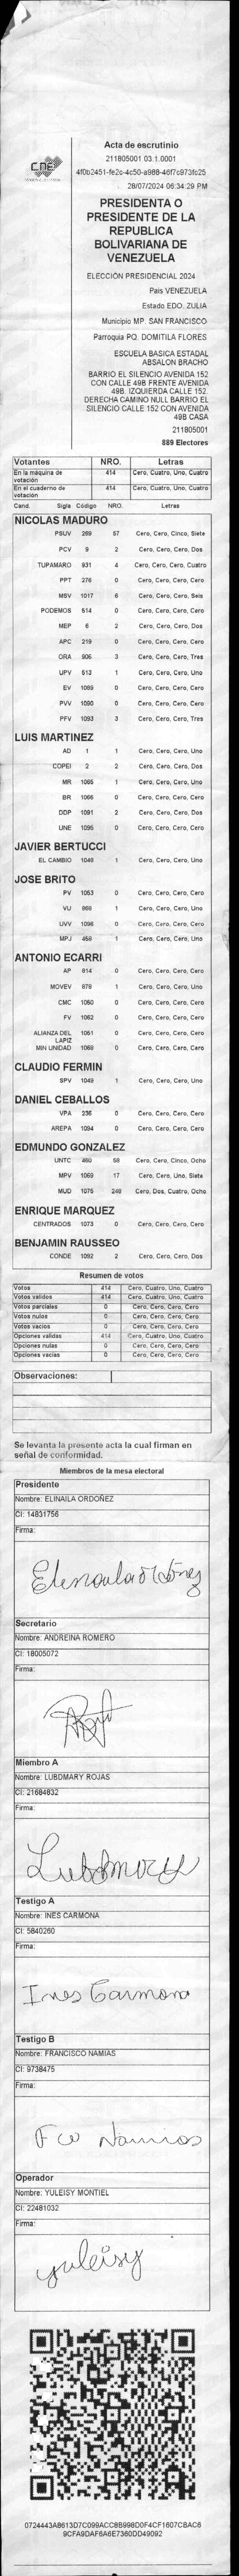 CNE
Acta de escrutinio
211805001 03.1.0001
4f0b2451-fe2c-4c50-a988-46f7c973fc25
28/07/2024 06:34:29 PM
PRESIDENTA O
PRESIDENTE DE LA
REPUBLICA
BOLIVARIANA DE
VENEZUELA
ELECCIÓN PRESIDENCIAL 2024
País VENEZUELA
Estado EDO. ZULIA
Municipio MP. SAN FRANCISCO
Parroquia PQ. DOMITILA FLORES
ESCUELA BASICA ESTADAL
ABSALON BRACHO
BARRIO EL SILENCIO AVENIDA 152
CON CALLE 49B FRENTE AVENIDA
49B. IZQUIERDA CALLE 152.
DERECHA CAMINO NULL BARRIO EL
SILENCIO CALLE 152 CON AVENIDA
49B CASA
211805001
889 Electores
Votantes NRO. Letras
En la máquina de votación 414 Cero, Cuatro, Uno, Cuatro
En el cuaderno de votación 414 Cero, Cuatro, Uno, Cuatro
Cand. Sigla Código NRO. Letras
NICOLAS MADURO
PSUV 269 57 Cero, Cero, Cinco, Siete
PCV 9 2 Cero, Cero, Cero, Dos
TUPAMARO 931 4 Cero, Cero, Cero, Cuatro
PPT 276 0 Cero, Cero, Cero, Cero
MSV 1017 6 Cero, Cero, Cero, Seis
PODEMOS 514 0 Cero, Cero, Cero, Cero
MEP 6 2 Cero, Cero, Cero, Dos
APC 219 0 Cero, Cero, Cero, Cero
ORA 906 3 Cero, Cero, Cero, Tres
UPV 513 1 Cero, Cero, Cero, Uno
EV 1089 0 Cero, Cero, Cero, Cero
PVV 1090 0 Cero, Cero, Cero, Cero
PFV 1093 3 Cero, Cero, Cero, Tres
LUIS MARTINEZ
AD 1 1 Cero, Cero, Cero, Uno
COPEI 2 2 Cero, Cero, Cero, Dos
MR 1065 1 Cero, Cero, Cero, Uno
BR 1066 0 Cero, Cero, Cero, Cero
DDP 1091 2 Cero, Cero, Cero, Dos
UNE 1095 0 Cero, Cero, Cero, Cero
JAVIER BERTUCCI
EL CAMBIO 1048 1 Cero, Cero, Cero, Uno
JOSE BRITO
PV 1053 0 Cero, Cero, Cero, Cero
VU 868 1 Cero, Cero, Cero, Uno
UVV 1096 0 Cero, Cero, Cero, Cero
MPJ 458 1 Cero, Cero, Cero, Uno
ANTONIO ECARRI
AP 814 0 Cero, Cero, Cero, Cero
MOVEV 878 1 Cero, Cero, Cero, Uno
CMC 1050 0 Cero, Cero, Cero, Cero
FV 1062 0 Cero, Cero, Cero, Cero
ALIANZA DEL LAPIZ 1051 0 Cero, Cero, Cero, Cero
MIN UNIDAD 1068 0 Cero, Cero, Cero, Cero
CLAUDIO FERMIN
SPV 1049 1 Cero, Cero, Cero, Uno
DANIEL CEBALLOS
VPA 236 0 Cero, Cero, Cero, Cero
AREPA 1094 0 Cero, Cero, Cero, Cero
EDMUNDO GONZALEZ
UNTC 860 58 Cero, Cero, Cinco, Ocho
MPV 1069 17 Cero, Cero, Uno, Siete
MUD 1075 248 Cero, Dos, Cuatro, Ocho
ENRIQUE MARQUEZ
CENTRADOS 1073 0 Cero, Cero, Cero, Cero
BENJAMIN RAUSSEO
CONDE 1092 2 Cero, Cero, Cero, Dos
Resumen de votos
Votos 414 Cero, Cuatro, Uno, Cuatro
Votos validos 414 Cero, Cuatro, Uno, Cuatro
Votos parciales 0 Cero, Cero, Cero, Cero
Votos nulos 0 Cero, Cero, Cero, Cero
Votos vacios 0 Cero, Cero, Cero, Cero
Opciones validas 414 Cero, Cuatro, Uno, Cuatro
Opciones nulas 0 Cero, Cero, Cero, Cero
Opciones vacias 0 Cero, Cero, Cero, Cero
Observaciones:
Se levanta la presente acta la cual firman en
señal de conformidad.
Miembros de la mesa electoral
Presidente
Nombre: ELINAILA ORDOÑEZ
CI: 14831756
Firma:
Secretario
Nombre: ANDREINA ROMERO
CI: 18005072
Firma:
Miembro A
Nombre: LUBDMARY ROJAS
CI: 21684832
Firma:
Lubdmary
Testigo A
Nombre: INES CARMONA
CI: 5840260
Firma:
Ines Carmona
Testigo B
Nombre: FRANCISCO NAMIAS
CI: 9738475
Firma:
Fco Namias
Operador
Nombre: YULEISY MONTIEL
CI: 22481032
Firma:
yuleisy
0724443AB613D7C099ACC8B998D0F4CF1607CBAC6
9CFA9DAF6A6E7360DD49092